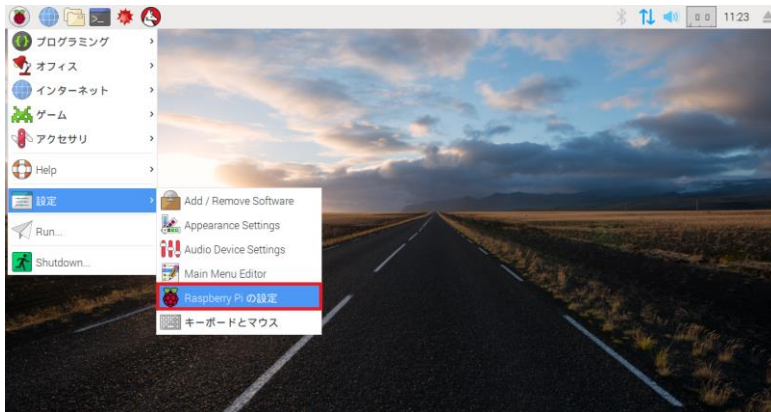 11:23
プログラミング
オフィス
インターネット
ゲーム
アクセサリ
Help
設定
Run...
Shutdown...
Add / Remove Software
Appearance Settings
Audio Device Settings
Main Menu Editor
Raspberry Pi の設定
キーボードとマウス